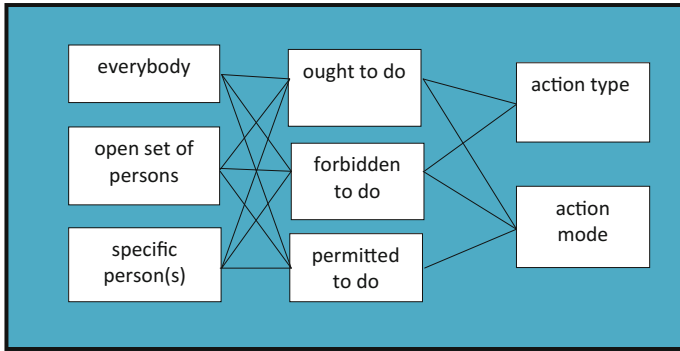 everybody
open set of
persons
specific
person(s)
ought to do
forbidden
to do
permitted
to do
action type
action
mode